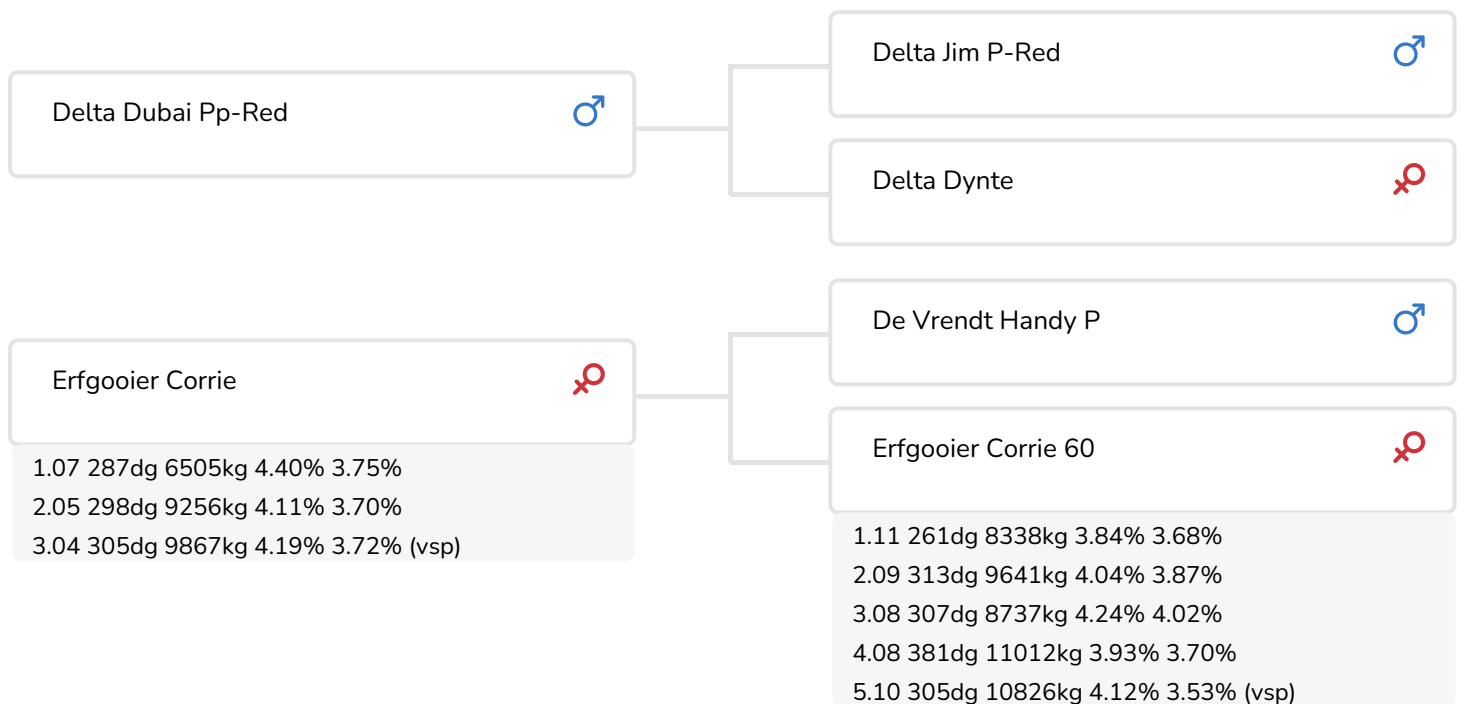 Delta Dubai Pp-Red
Delta Jim P-Red
Delta Dynte
Erfgooier Corrie
1.07 287dg 6505kg 4.40% 3.75%
2.05 298dg 9256kg 4.11% 3.70%
3.04 305dg 9867kg 4.19% 3.72% (vsp)
De Vrendt Handy P
Erfgooier Corrie 60
1.11 261dg 8338kg 3.84% 3.68%
2.09 313dg 9641kg 4.04% 3.87%
3.08 307dg 8737kg 4.24% 4.02%
4.08 381dg 11012kg 3.93% 3.70%
5.10 305dg 10826kg 4.12% 3.53% (vsp)